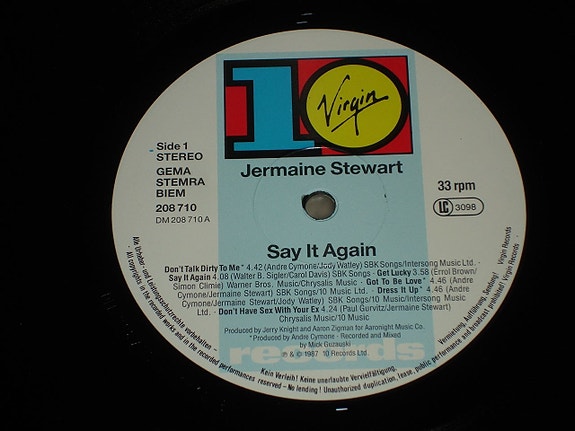 10
Virgin
Side 1
STEREO
GEMA
STEMRA
BIEM
208 710
DM 208 710 A
Jermaine Stewart
33 rpm
LC 3098
Say It Again
Don't Talk Dirty To Me * 4.42 (Andre Cymone/Jody Watley) SBK Songs/Intersong Music Ltd. ·
Say It Again 4.08 (Walter B. Sigler/Carol Davis) SBK Songs · Get Lucky 3.58 (Errol Brown/
Simon Climie) Warner Bros, Music/Chrysalis Music · Got To Be Love * 4.46 (Andre
Cymone/Jermaine Stewart) SBK Songs/10 Music Ltd. · Dress It Up * 4.46 (Andre
Cymone/Jermaine Stewart/Jody Watley) SBK Songs/10 Music/Intersong Music
Ltd. · Don't Have Sex With Your Ex 4.24 (Paul Gurvitz/Jermaine Stewart)
Chrysalis Music/10 Music
Produced by Jerry Knight and Aaron Zigman for Aaronight Music Co.
* Produced by Andre Cymone · Recorded and Mixed
by Mick Guzauski
℗ & © 1987 10 Records Ltd.
records
Alle Urheber- und Leistungsschutzrechte vorbehalten – Kein Verleih! Keine unerlaubte Vervielfältigung, Vermietung, Aufführung, Sendung!
All copyrights in the recorded works and in the recorded performances reserved – No lending! Unauthorized duplication, lease, public performance and broadcast prohibited! Virgin Records